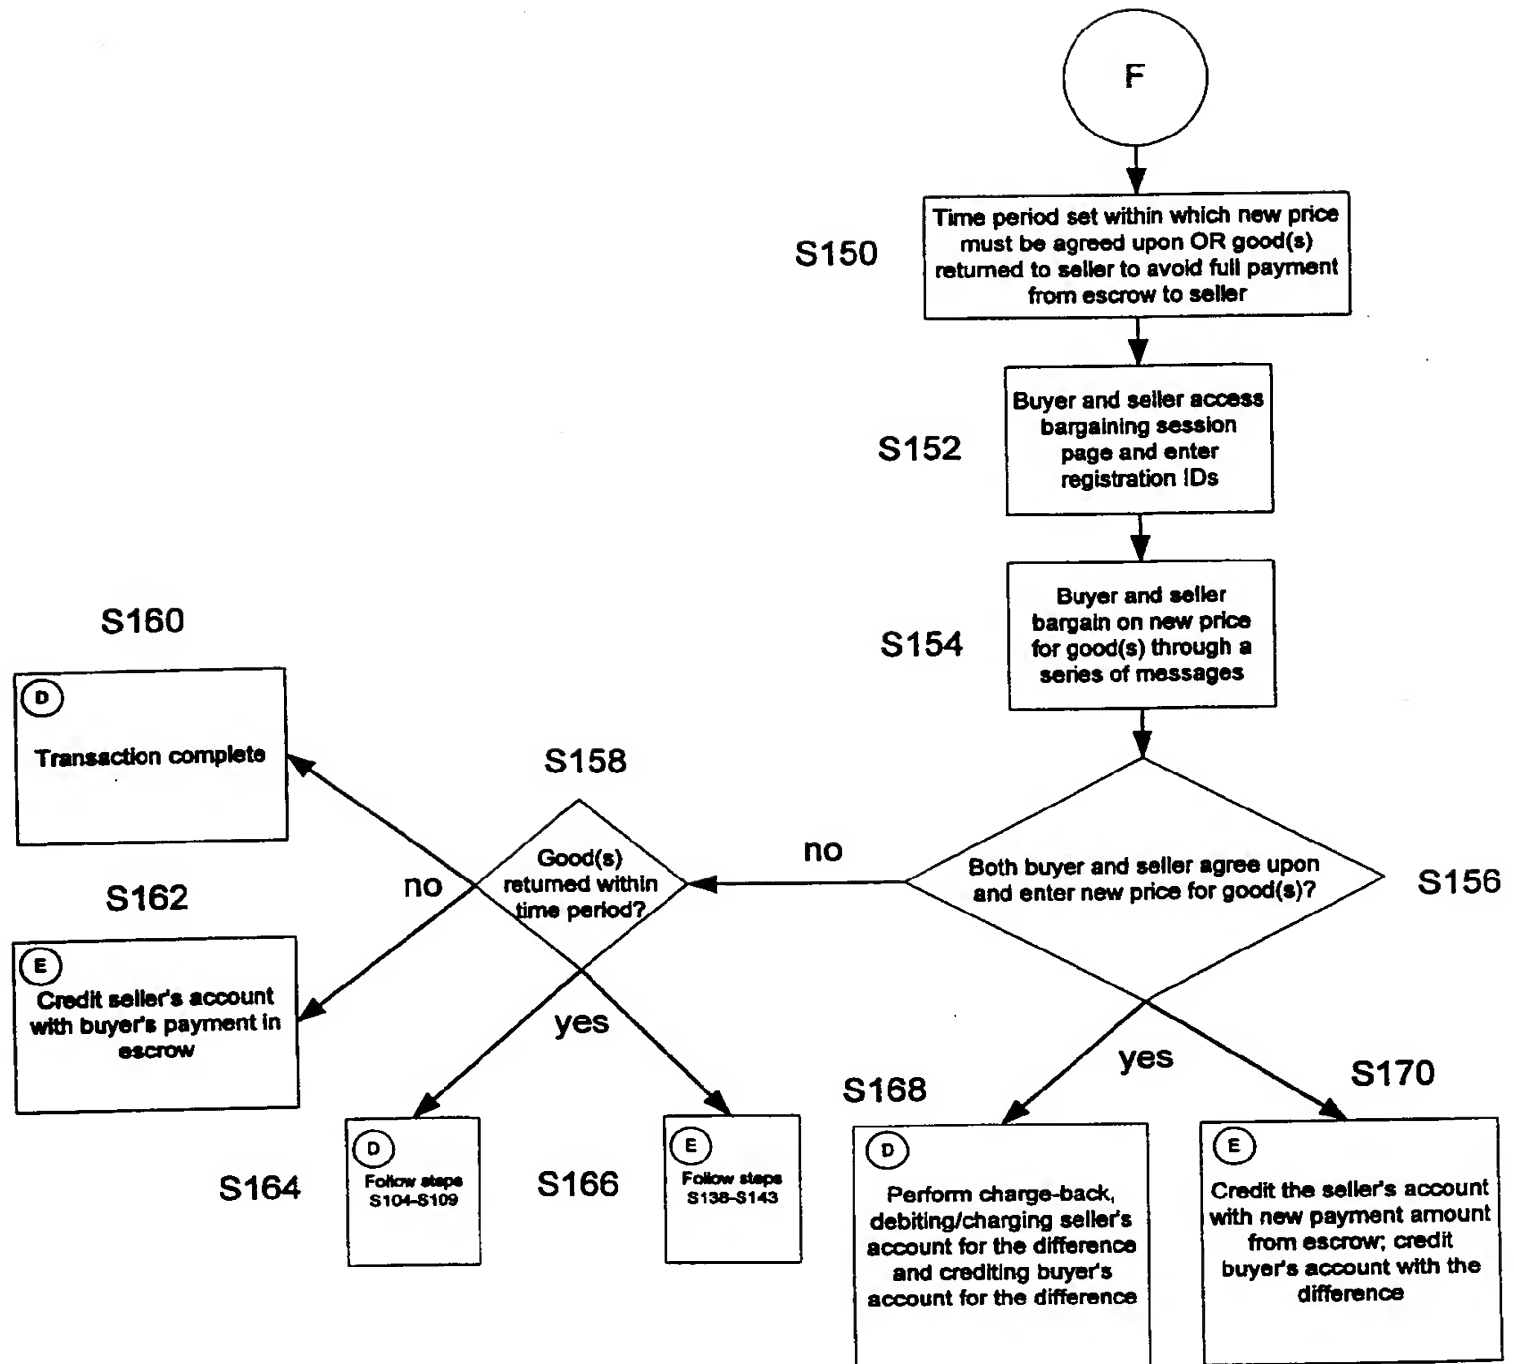 F
S150
Time period set within which new price
must be agreed upon OR good(s)
returned to seller to avoid full payment
from escrow to seller
S152
Buyer and seller access
bargaining session
page and enter
registration IDs
S154
Buyer and seller
bargain on new price
for good(s) through a
series of messages
S156
Both buyer and seller agree upon
and enter new price for good(s)?
no
S158
Good(s)
returned within
time period?
no
S160
D
Transaction complete
S162
E
Credit seller's account
with buyer's payment in
escrow
yes
S164
D
Follow steps
S104-S109
S166
E
Follow steps
S138-S143
yes
S168
D
Perform charge-back,
debiting/charging seller's
account for the difference
and crediting buyer's
account for the difference
S170
E
Credit the seller's account
with new payment amount
from escrow; credit
buyer's account with the
difference